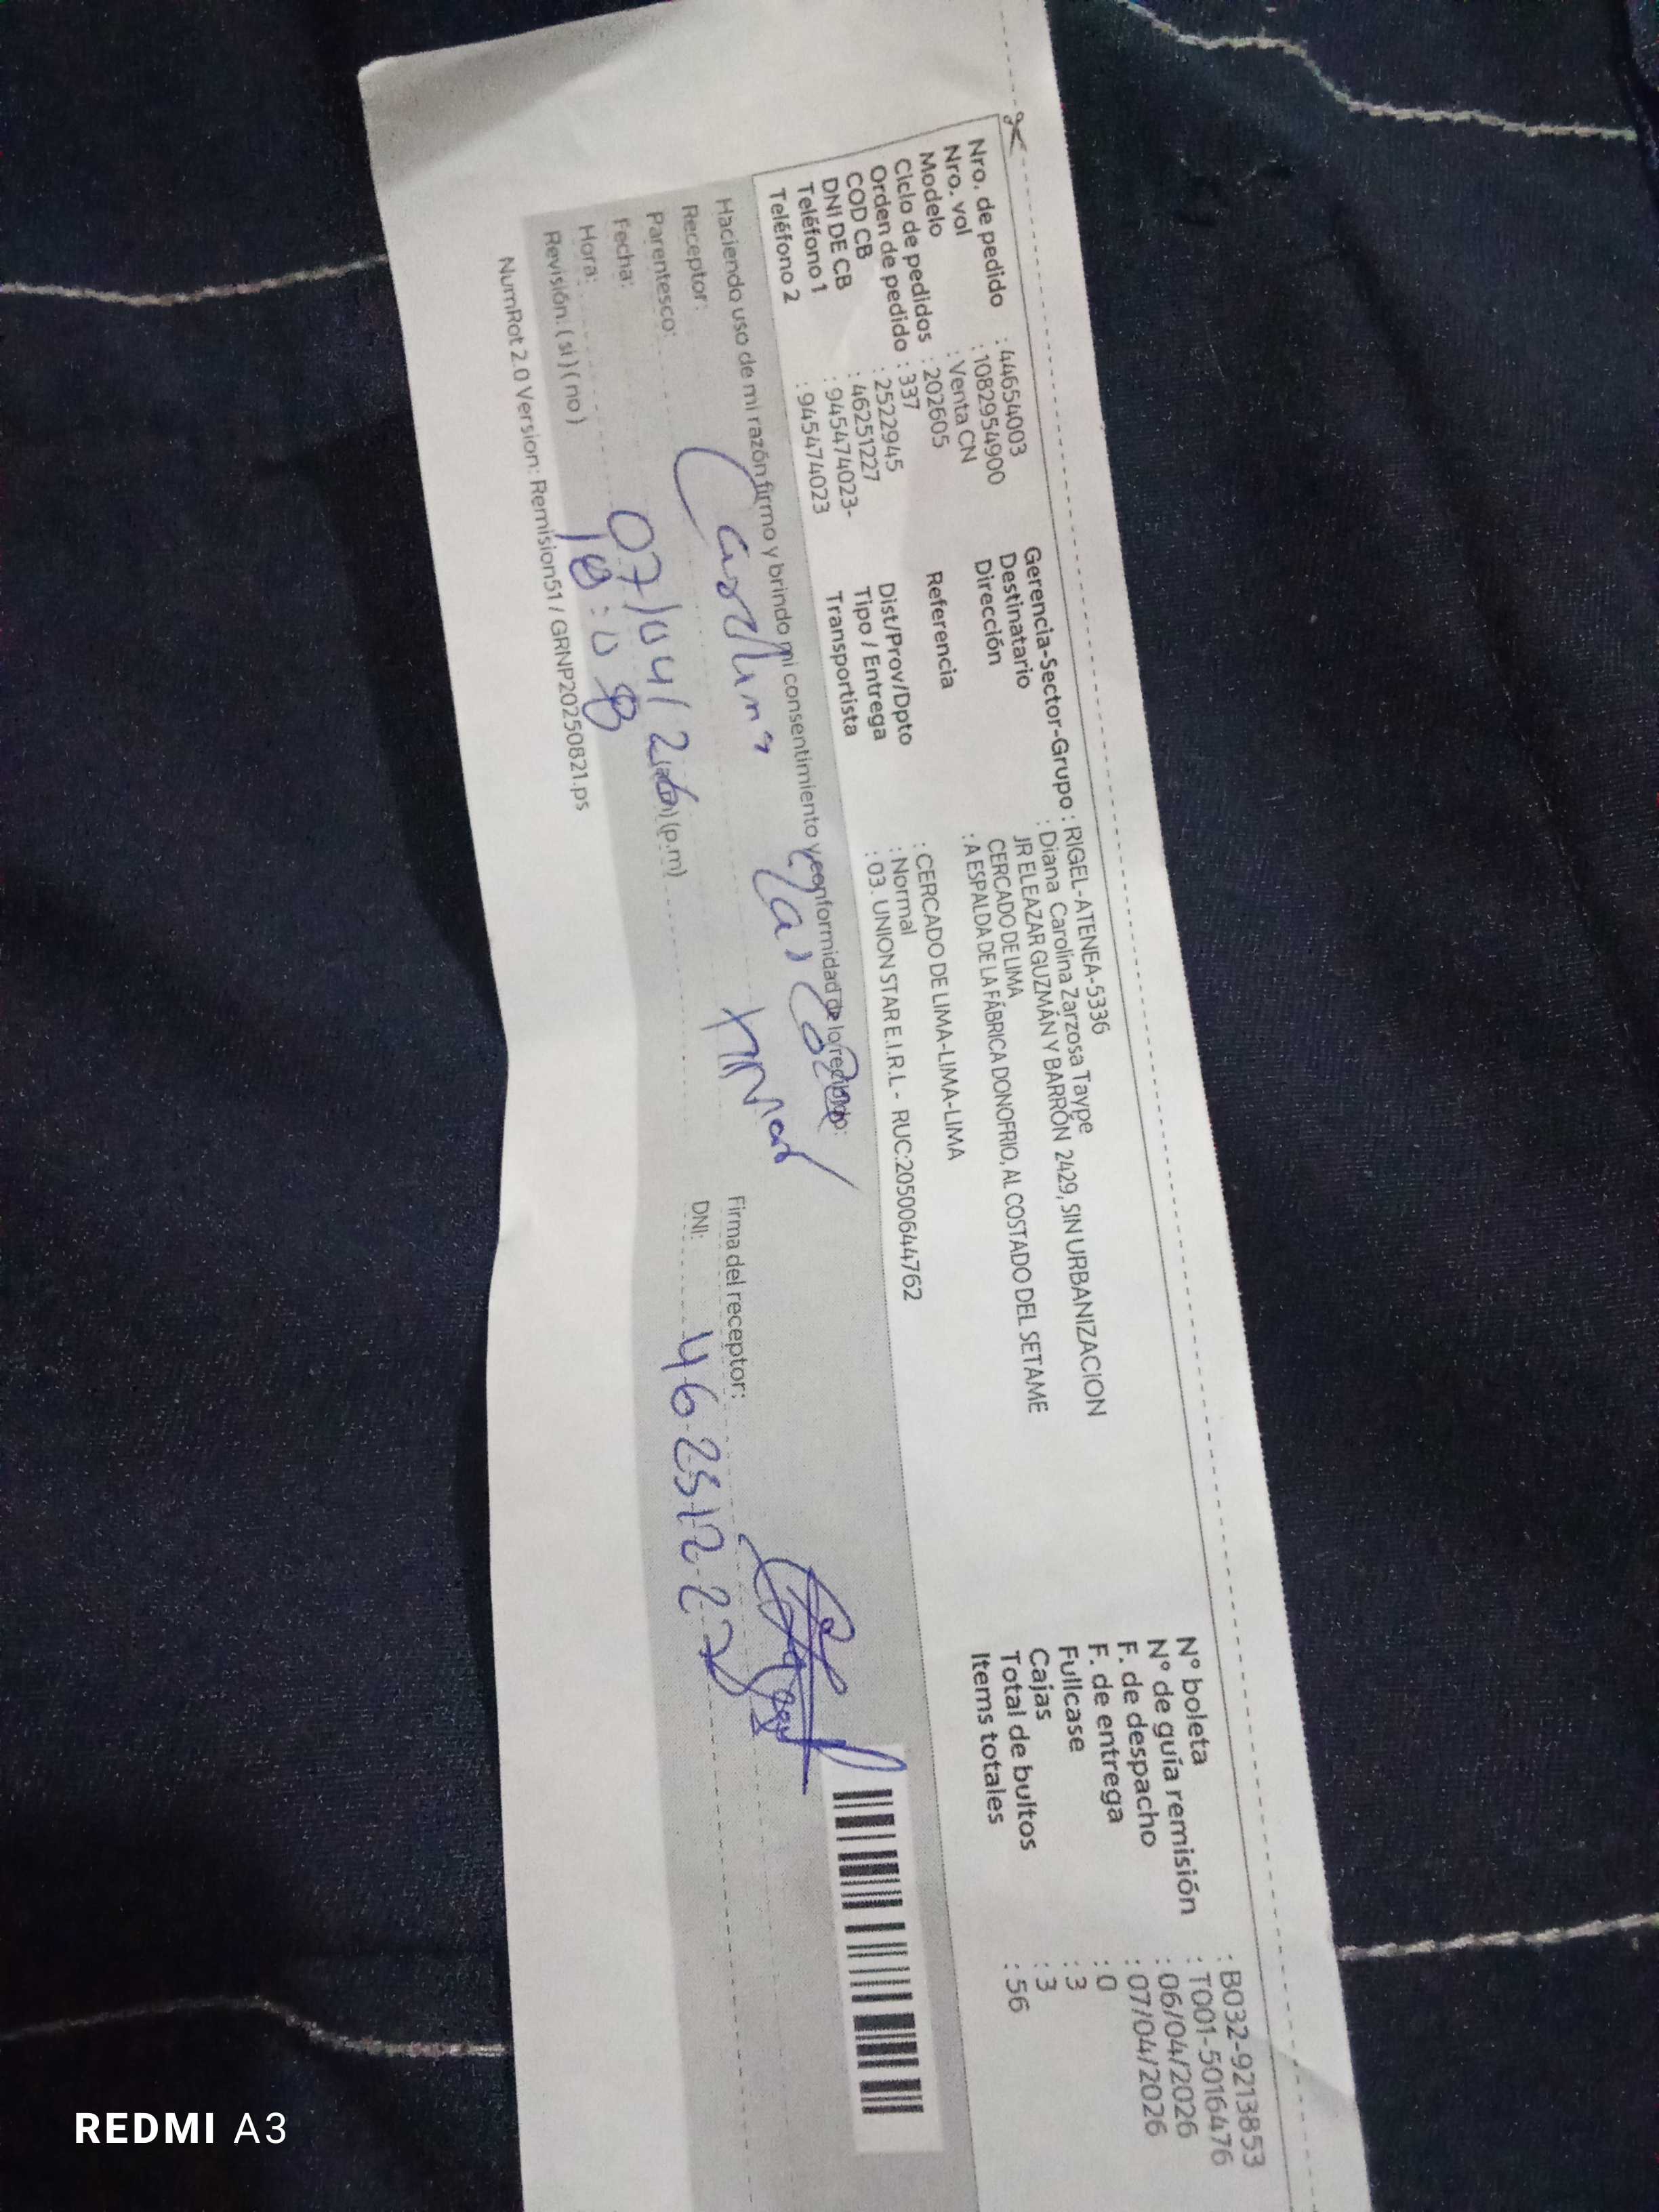 Nro. de pedido : 44654003
Nro. vol : 1082954900
Modelo : Venta CN
Ciclo de pedidos : 202605
Orden de pedido : 337
COD CB : 2522945
DNI DE CB : 46251227
Teléfono 1 : 945474023-
Teléfono 2 : 945474023
Gerencia-Sector-Grupo : RIGEL-ATENEA-5336
Destinatario : Diana Carolina Zarzosa Taype
Dirección JR ELEAZAR GUZMÁN Y BARRÓN 2429, SIN URBANIZACION
CERCADO DE LIMA
Referencia : A ESPALDA DE LA FÁBRICA DONOFRIO, AL COSTADO DEL SETAME
Dist/Prov/Dpto : CERCADO DE LIMA-LIMA-LIMA
Tipo / Entrega : Normal
Transportista : 03. UNION STAR E.I.R.L - RUC:20500644762
N° boleta : B032-9213853
N° de guía remisión : T001-5016476
F. de despacho : 06/04/2026
F. de entrega : 07/04/2026
Fullcase : 0
Cajas : 3
Total de bultos : 3
Items totales : 56
Haciendo uso de mi razón firmo y brindo mi consentimiento y conformidad de lo recibido:
Receptor: Carolina
Parentesco:
Fecha: 07/04/26
Hora: (p.m)
Revisión: ( si ) ( no )
Firma del receptor:
DNI: 46251227
NumRot 2.0 Version: Remision51 / GRNP20250821.ps
REDMI A3